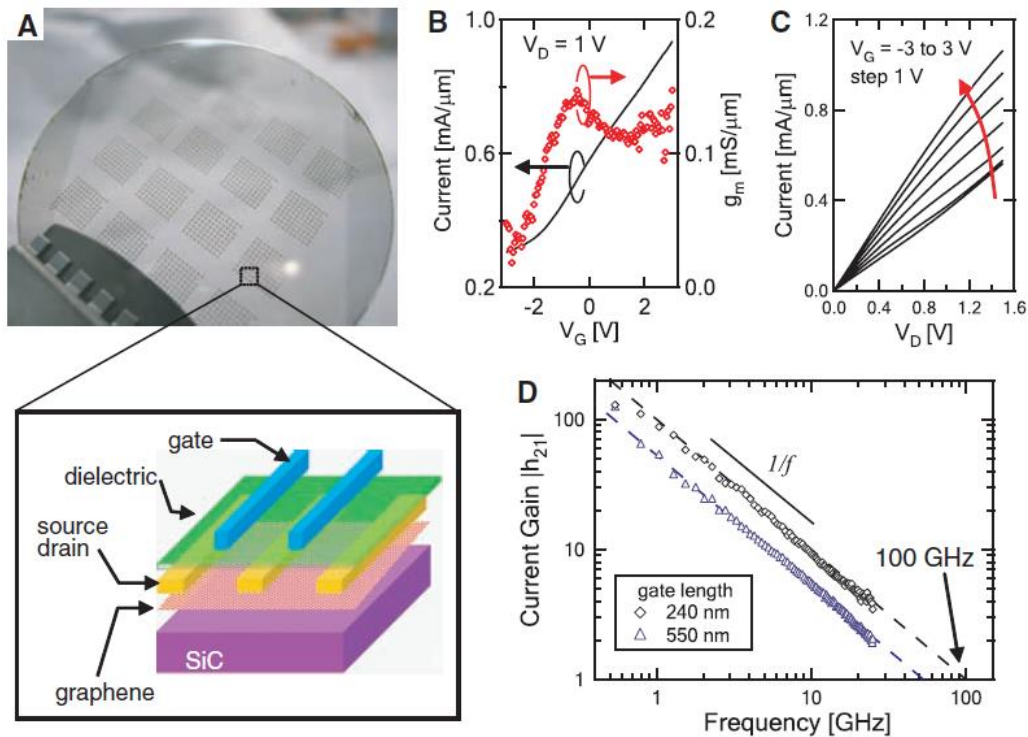 A
gate
dielectric
source
drain
graphene
SiC
B
V_D = 1 V
Current [mA/μm]
1.0
0.6
0.2
g_m [mS/μm]
0.2
0.1
0.0
-2 0 2
V_G [V]
C
V_G = -3 to 3 V
step 1 V
Current [mA/μm]
1.2
0.8
0.4
0.0
0.0 0.4 0.8 1.2 1.6
V_D [V]
D
Current Gain |h_21|
100
10
1
1/f
100 GHz
gate length
240 nm
550 nm
1 10 100
Frequency [GHz]